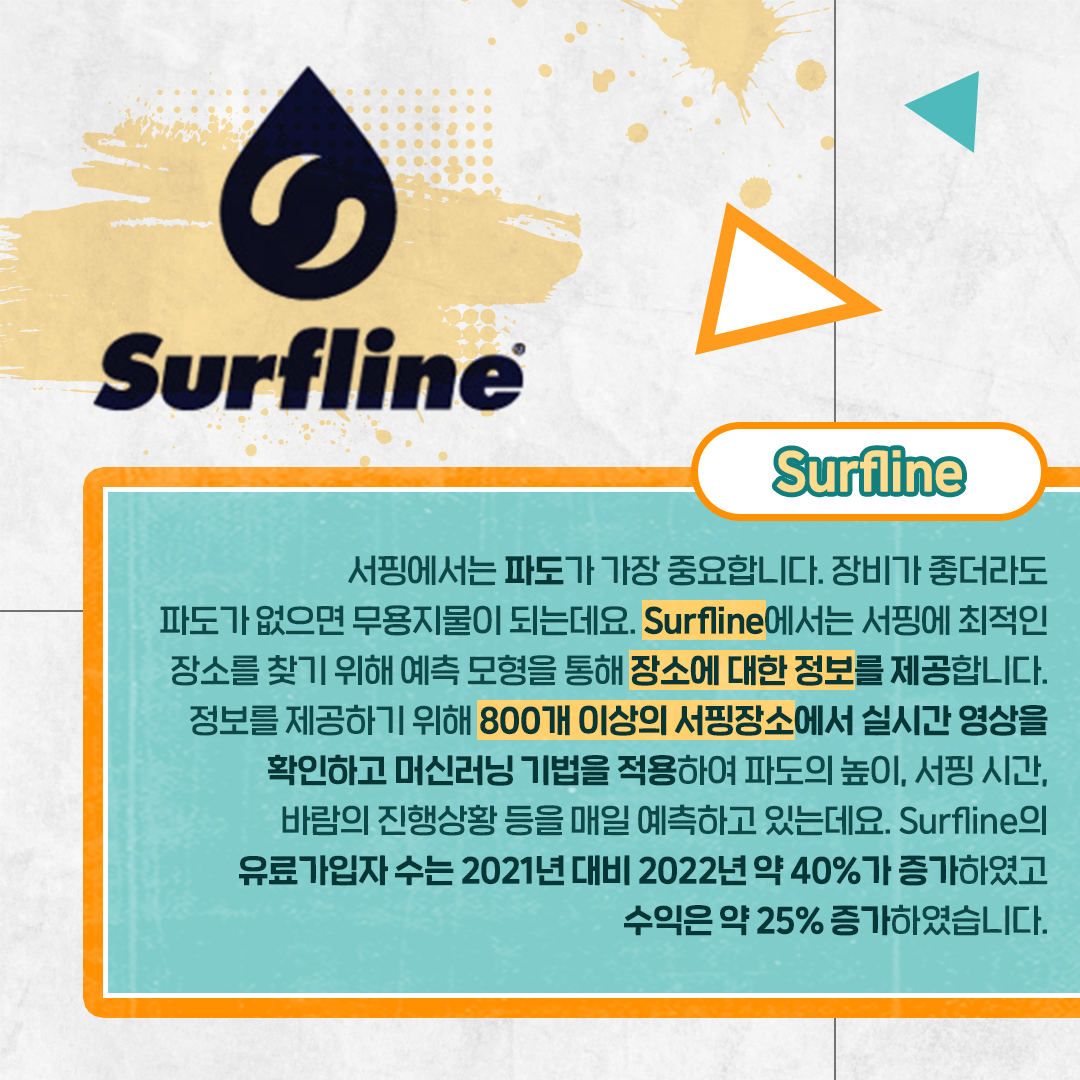 Surfline®
Surfline
서핑에서는 파도가 가장 중요합니다. 장비가 좋더라도
파도가 없으면 무용지물이 되는데요. Surfline에서는 서핑에 최적인
장소를 찾기 위해 예측 모형을 통해 장소에 대한 정보를 제공합니다.
정보를 제공하기 위해 800개 이상의 서핑장소에서 실시간 영상을
확인하고 머신러닝 기법을 적용하여 파도의 높이, 서핑 시간,
바람의 진행상황 등을 매일 예측하고 있는데요. Surfline의
유료가입자 수는 2021년 대비 2022년 약 40%가 증가하였고
수익은 약 25% 증가하였습니다.